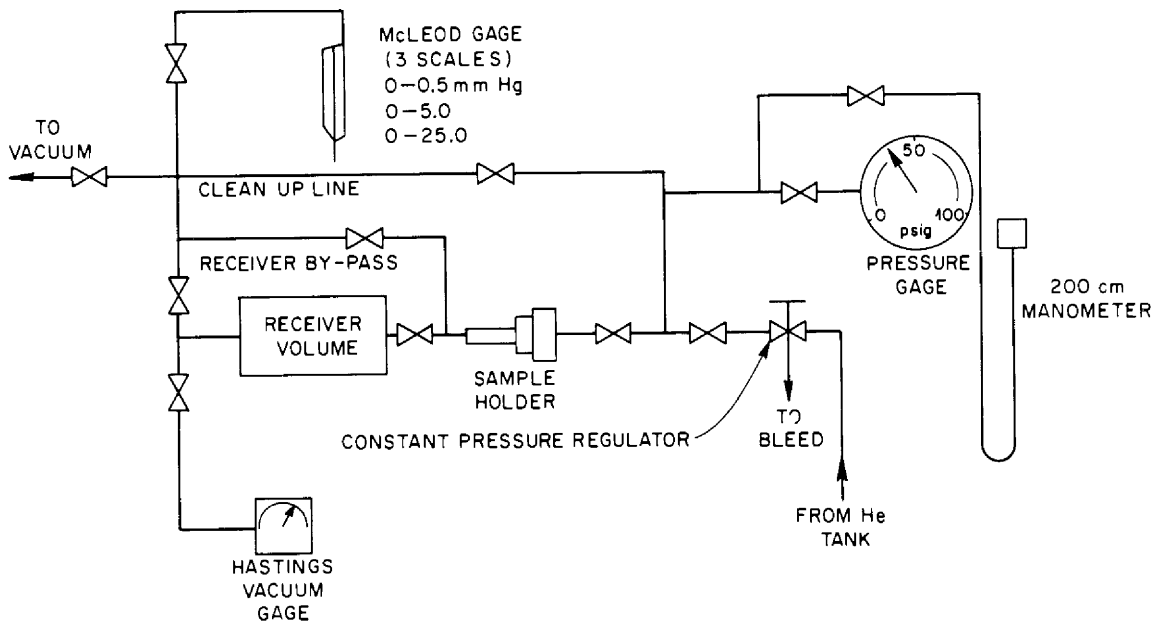 McLEOD GAGE
(3 SCALES)
0–0.5 mm Hg
0–5.0
0–25.0
TO
VACUUM
CLEAN UP LINE
50
0
100
psig
PRESSURE
GAGE
RECEIVER BY-PASS
200 cm
MANOMETER
RECEIVER
VOLUME
SAMPLE
HOLDER
TO
BLEED
CONSTANT PRESSURE REGULATOR
FROM He
TANK
HASTINGS
VACUUM
GAGE